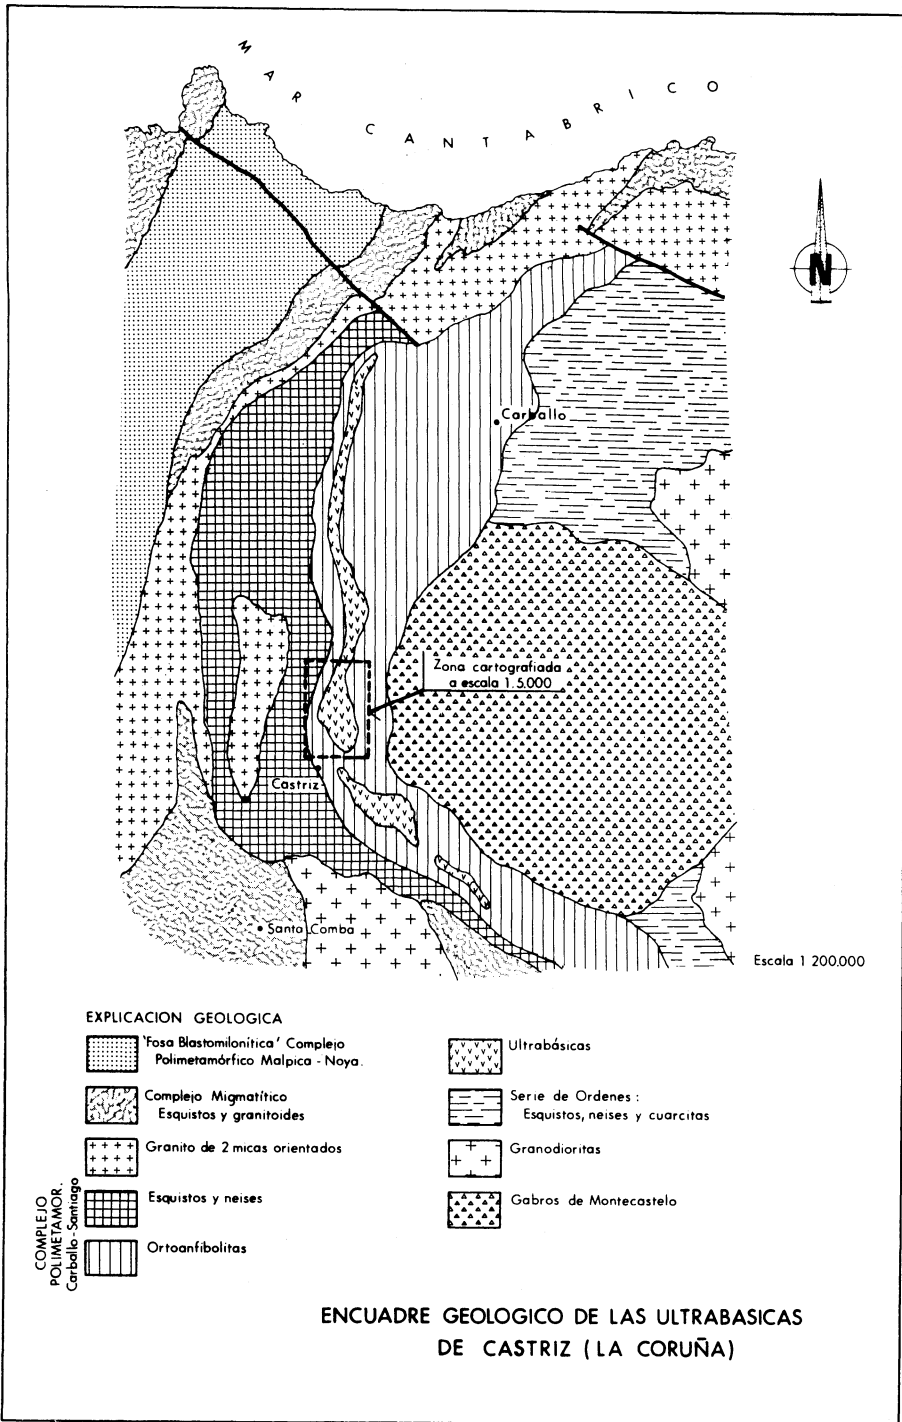 MAR CANTABRICO
N
Carballo
Zona cartografiada
a escala 1.5.000
Castriz
Santa Comba
Escala 1 200.000
EXPLICACION GEOLOGICA
'Fosa Blastomilonítica' Complejo
Polimetamórfico Malpica - Noya.
Complejo Migmatítico
Esquistos y granitoides
Granito de 2 micas orientados
Esquistos y neises
Ortoanfibolitas
COMPLEJO
POLIMETAMOR.
Carballo - Santiago
Ultrabásicas
Serie de Ordenes :
Esquistos, neises y cuarcitas
Granodioritas
Gabros de Montecastelo
ENCUADRE GEOLOGICO DE LAS ULTRABASICAS
DE CASTRIZ ( LA CORUÑA )